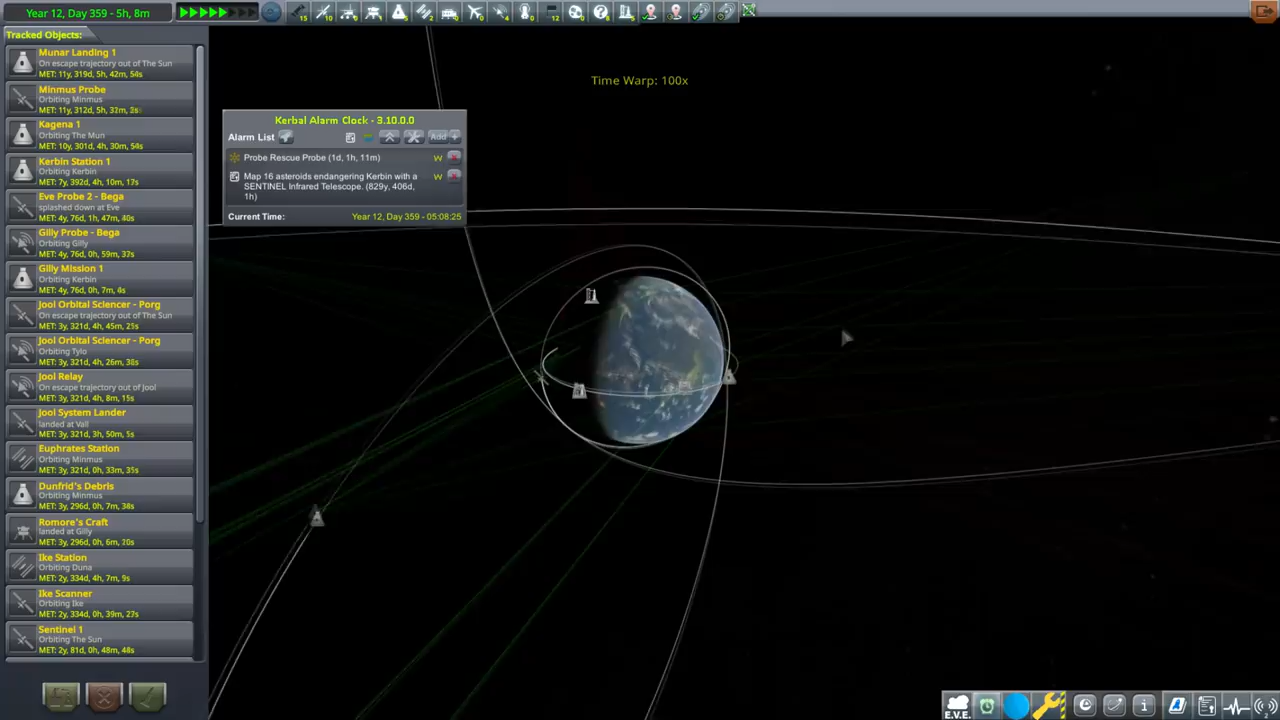 Year 12, Day 359 - 5h, 8m
Tracked Objects:
Munar Landing 1
On escape trajectory out of The Sun
MET: 11y, 319d, 5h, 42m, 54s
Minmus Probe
Orbiting Minmus
MET: 11y, 312d, 5h, 32m, 3s
Kagena 1
Orbiting The Mun
MET: 10y, 301d, 4h, 30m, 54s
Kerbin Station 1
Orbiting Kerbin
MET: 7y, 392d, 4h, 10m, 17s
Eve Probe 2 - Bega
splashed down at Eve
MET: 4y, 76d, 1h, 47m, 40s
Gilly Probe - Bega
Orbiting Gilly
MET: 4y, 76d, 0h, 59m, 37s
Gilly Mission 1
Orbiting Kerbin
MET: 4y, 76d, 0h, 7m, 4s
Jool Orbital Sciencer - Porg
On escape trajectory out of The Sun
MET: 3y, 321d, 4h, 45m, 21s
Jool Orbital Sciencer - Porg
Orbiting Tylo
MET: 3y, 321d, 4h, 26m, 38s
Jool Relay
On escape trajectory out of Jool
MET: 3y, 321d, 4h, 8m, 15s
Jool System Lander
landed at Vall
MET: 3y, 321d, 3h, 50m, 5s
Euphrates Station
Orbiting Minmus
MET: 3y, 321d, 0h, 33m, 35s
Dunfrid's Debris
Orbiting Minmus
MET: 3y, 296d, 0h, 7m, 38s
Romore's Craft
landed at Gilly
MET: 3y, 296d, 0h, 6m, 20s
Ike Station
Orbiting Duna
MET: 2y, 334d, 4h, 7m, 9s
Ike Scanner
Orbiting Ike
MET: 2y, 334d, 0h, 39m, 27s
Sentinel 1
Orbiting The Sun
MET: 2y, 81d, 0h, 48m, 48s
Time Warp: 100x
Kerbal Alarm Clock - 3.10.0.0
Alarm List
Add
Probe Rescue Probe (1d, 1h, 11m) W
Map 16 asteroids endangering Kerbin with a W
SENTINEL Infrared Telescope. (829y, 406d,
1h)
Current Time: Year 12, Day 359 - 05:08:25
E.V.E.